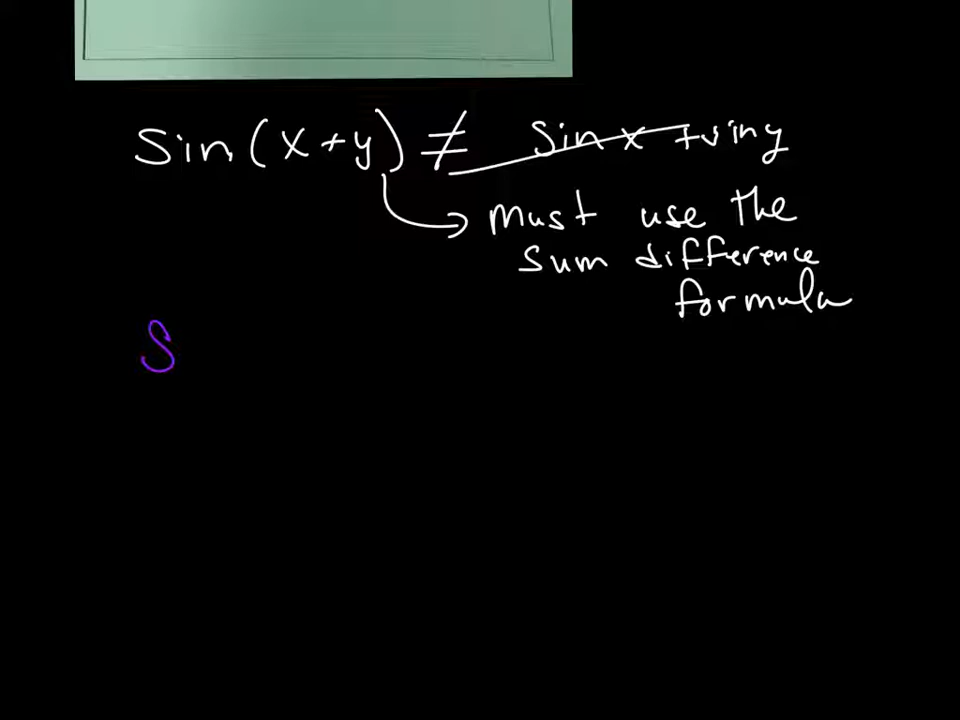 Sin(x+y) ≠ Sin x + sin y
must use the
sum difference
formula
S